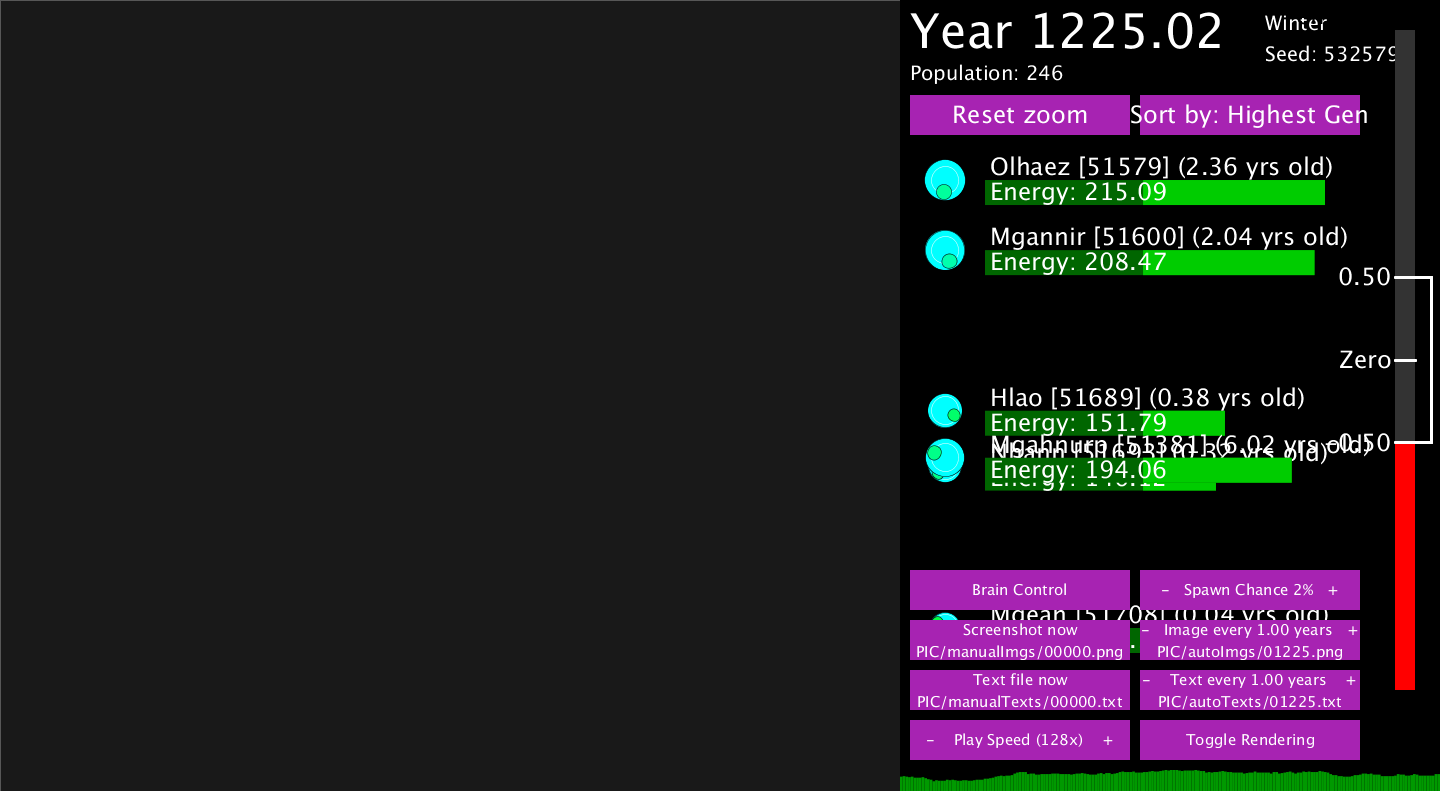 Year 1225.02
Winter
Seed: 532579
Population: 246
Reset zoom
Sort by: Highest Gen
Olhaez [51579] (2.36 yrs old)
Energy: 215.09
Mgannir [51600] (2.04 yrs old)
Energy: 208.47
0.50
Zero
Hlao [51689] (0.38 yrs old)
Energy: 151.79
-0.50
Mgahnurn [51381] (6.02 yrs old)
Energy: 194.06
Brain Control
- Spawn Chance 2% +
(0.04 yrs old)
Screenshot now
PIC/manualImgs/00000.png
- Image every 1.00 years +
PIC/autoImgs/01225.png
Text file now
PIC/manualTexts/00000.txt
- Text every 1.00 years +
PIC/autoTexts/01225.txt
- Play Speed (128x) +
Toggle Rendering